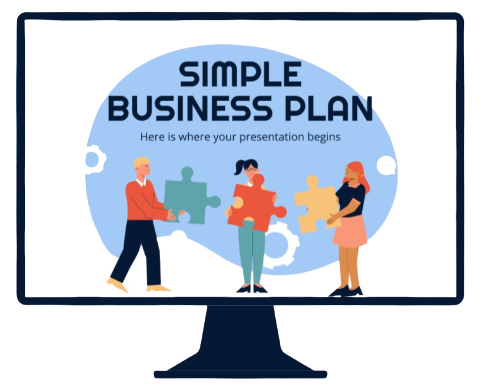 SIMPLE
BUSINESS PLAN
Here is where your presentation begins